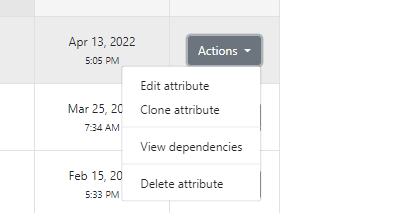 Apr 13, 2022
5:05 PM
Actions
Edit attribute
Mar 25, 20
Clone attribute
7:34 AM
View dependencies
Feb 15, 20
Delete attribute
5:33 PM